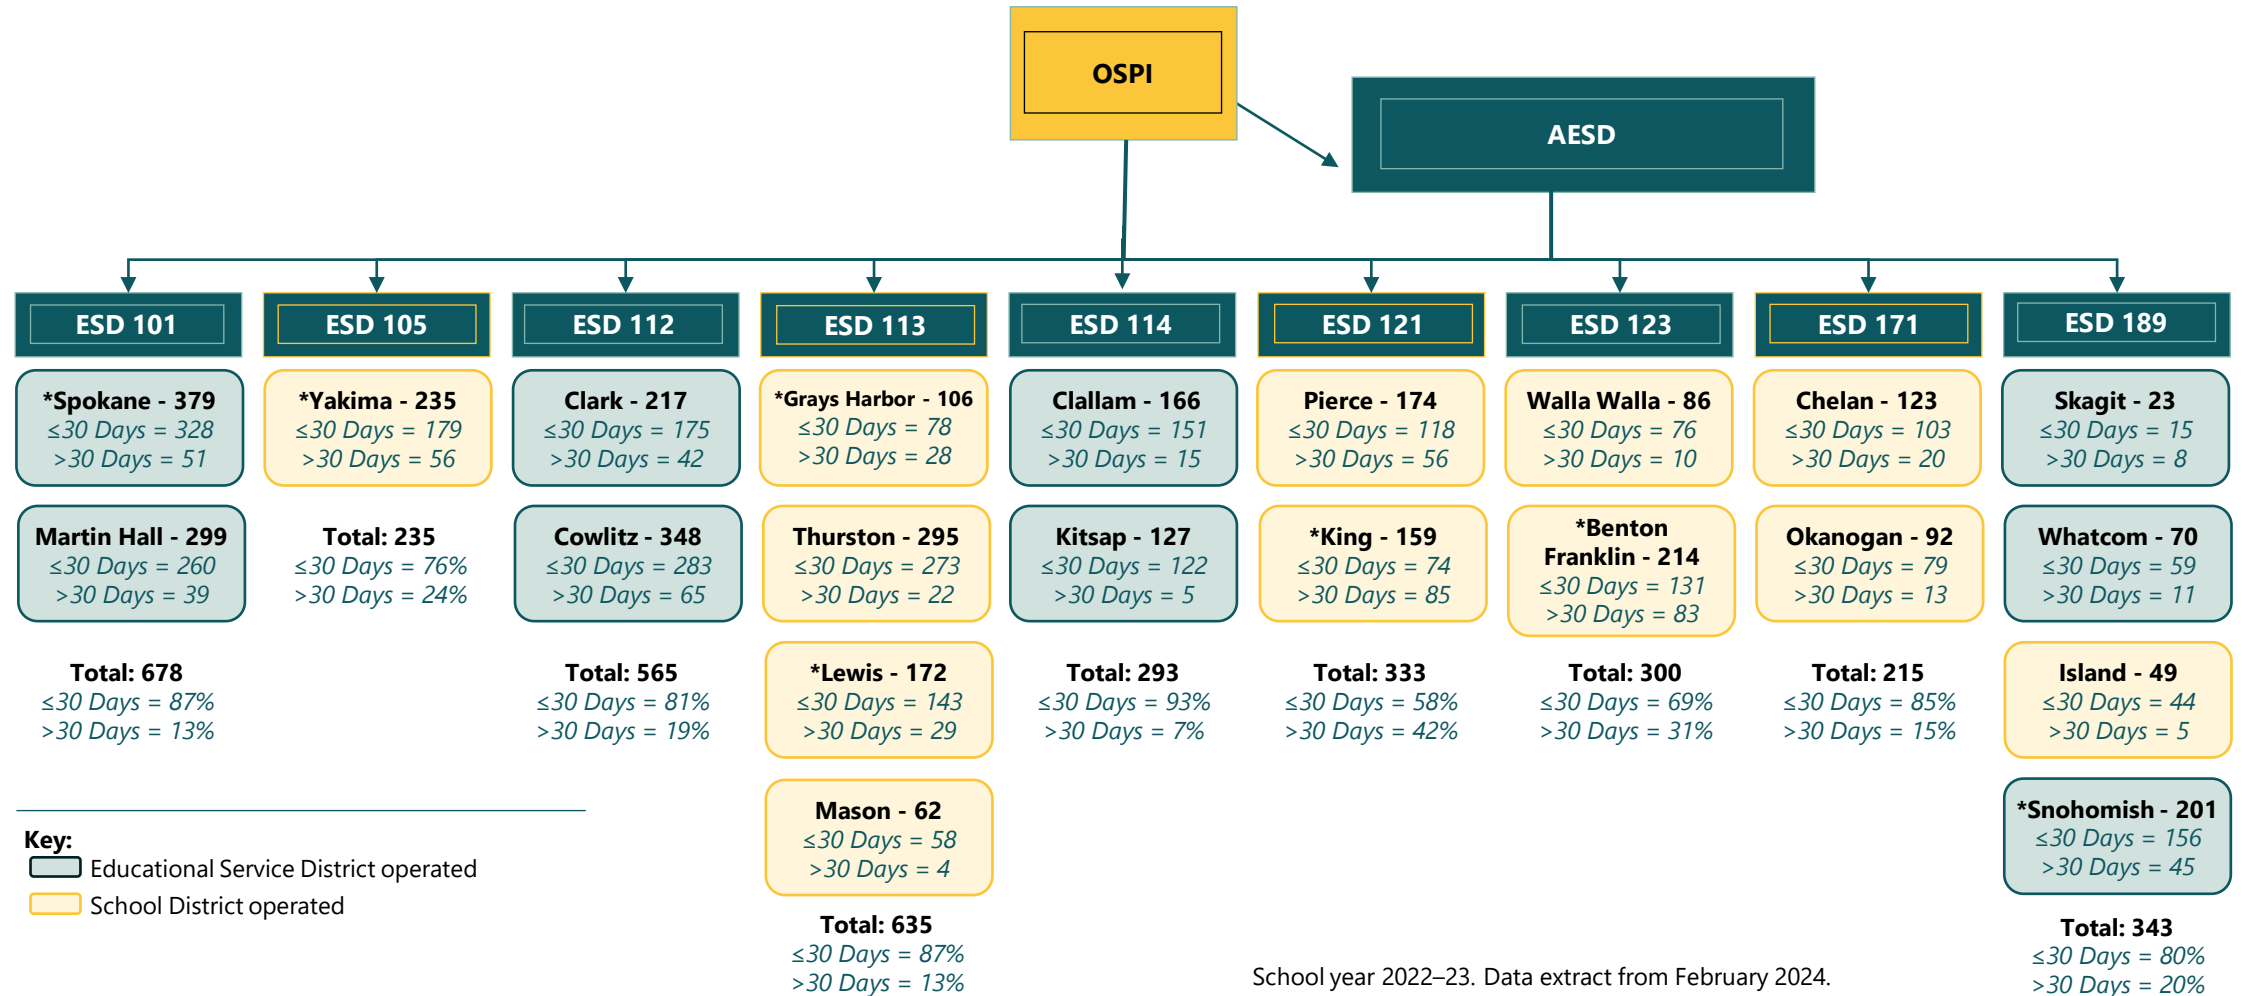 OSPI
AESD
ESD 101
ESD 105
ESD 112
ESD 113
ESD 114
ESD 121
ESD 123
ESD 171
ESD 189
*Spokane - 379
≤30 Days = 328
>30 Days = 51
Martin Hall - 299
≤30 Days = 260
>30 Days = 39
Total: 678
≤30 Days = 87%
>30 Days = 13%
*Yakima - 235
≤30 Days = 179
>30 Days = 56
Total: 235
≤30 Days = 76%
>30 Days = 24%
Clark - 217
≤30 Days = 175
>30 Days = 42
Cowlitz - 348
≤30 Days = 283
>30 Days = 65
Total: 565
≤30 Days = 81%
>30 Days = 19%
*Grays Harbor - 106
≤30 Days = 78
>30 Days = 28
Thurston - 295
≤30 Days = 273
>30 Days = 22
*Lewis - 172
≤30 Days = 143
>30 Days = 29
Mason - 62
≤30 Days = 58
>30 Days = 4
Total: 635
≤30 Days = 87%
>30 Days = 13%
Clallam - 166
≤30 Days = 151
>30 Days = 15
Kitsap - 127
≤30 Days = 122
>30 Days = 5
Total: 293
≤30 Days = 93%
>30 Days = 7%
Pierce - 174
≤30 Days = 118
>30 Days = 56
*King - 159
≤30 Days = 74
>30 Days = 85
Total: 333
≤30 Days = 58%
>30 Days = 42%
Walla Walla - 86
≤30 Days = 76
>30 Days = 10
*Benton
Franklin - 214
≤30 Days = 131
>30 Days = 83
Total: 300
≤30 Days = 69%
>30 Days = 31%
Chelan - 123
≤30 Days = 103
>30 Days = 20
Okanogan - 92
≤30 Days = 79
>30 Days = 13
Total: 215
≤30 Days = 85%
>30 Days = 15%
Skagit - 23
≤30 Days = 15
>30 Days = 8
Whatcom - 70
≤30 Days = 59
>30 Days = 11
Island - 49
≤30 Days = 44
>30 Days = 5
*Snohomish - 201
≤30 Days = 156
>30 Days = 45
Total: 343
≤30 Days = 80%
>30 Days = 20%
Key:
Educational Service District operated
School District operated
School year 2022–23. Data extract from February 2024.